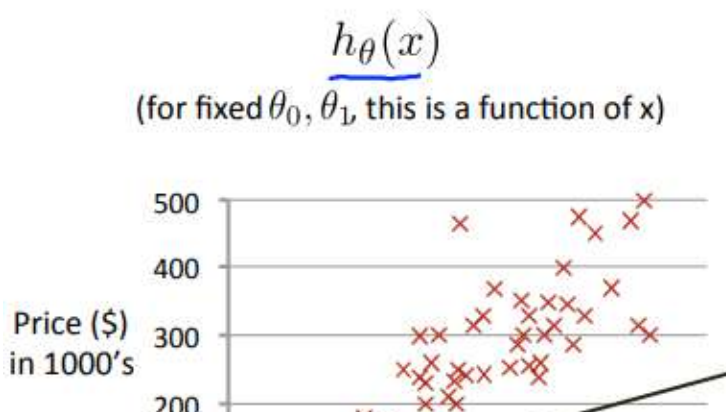 hθ(x)
(for fixed θ0, θ1, this is a function of x)
500
400
Price ($)
in 1000's
300
200